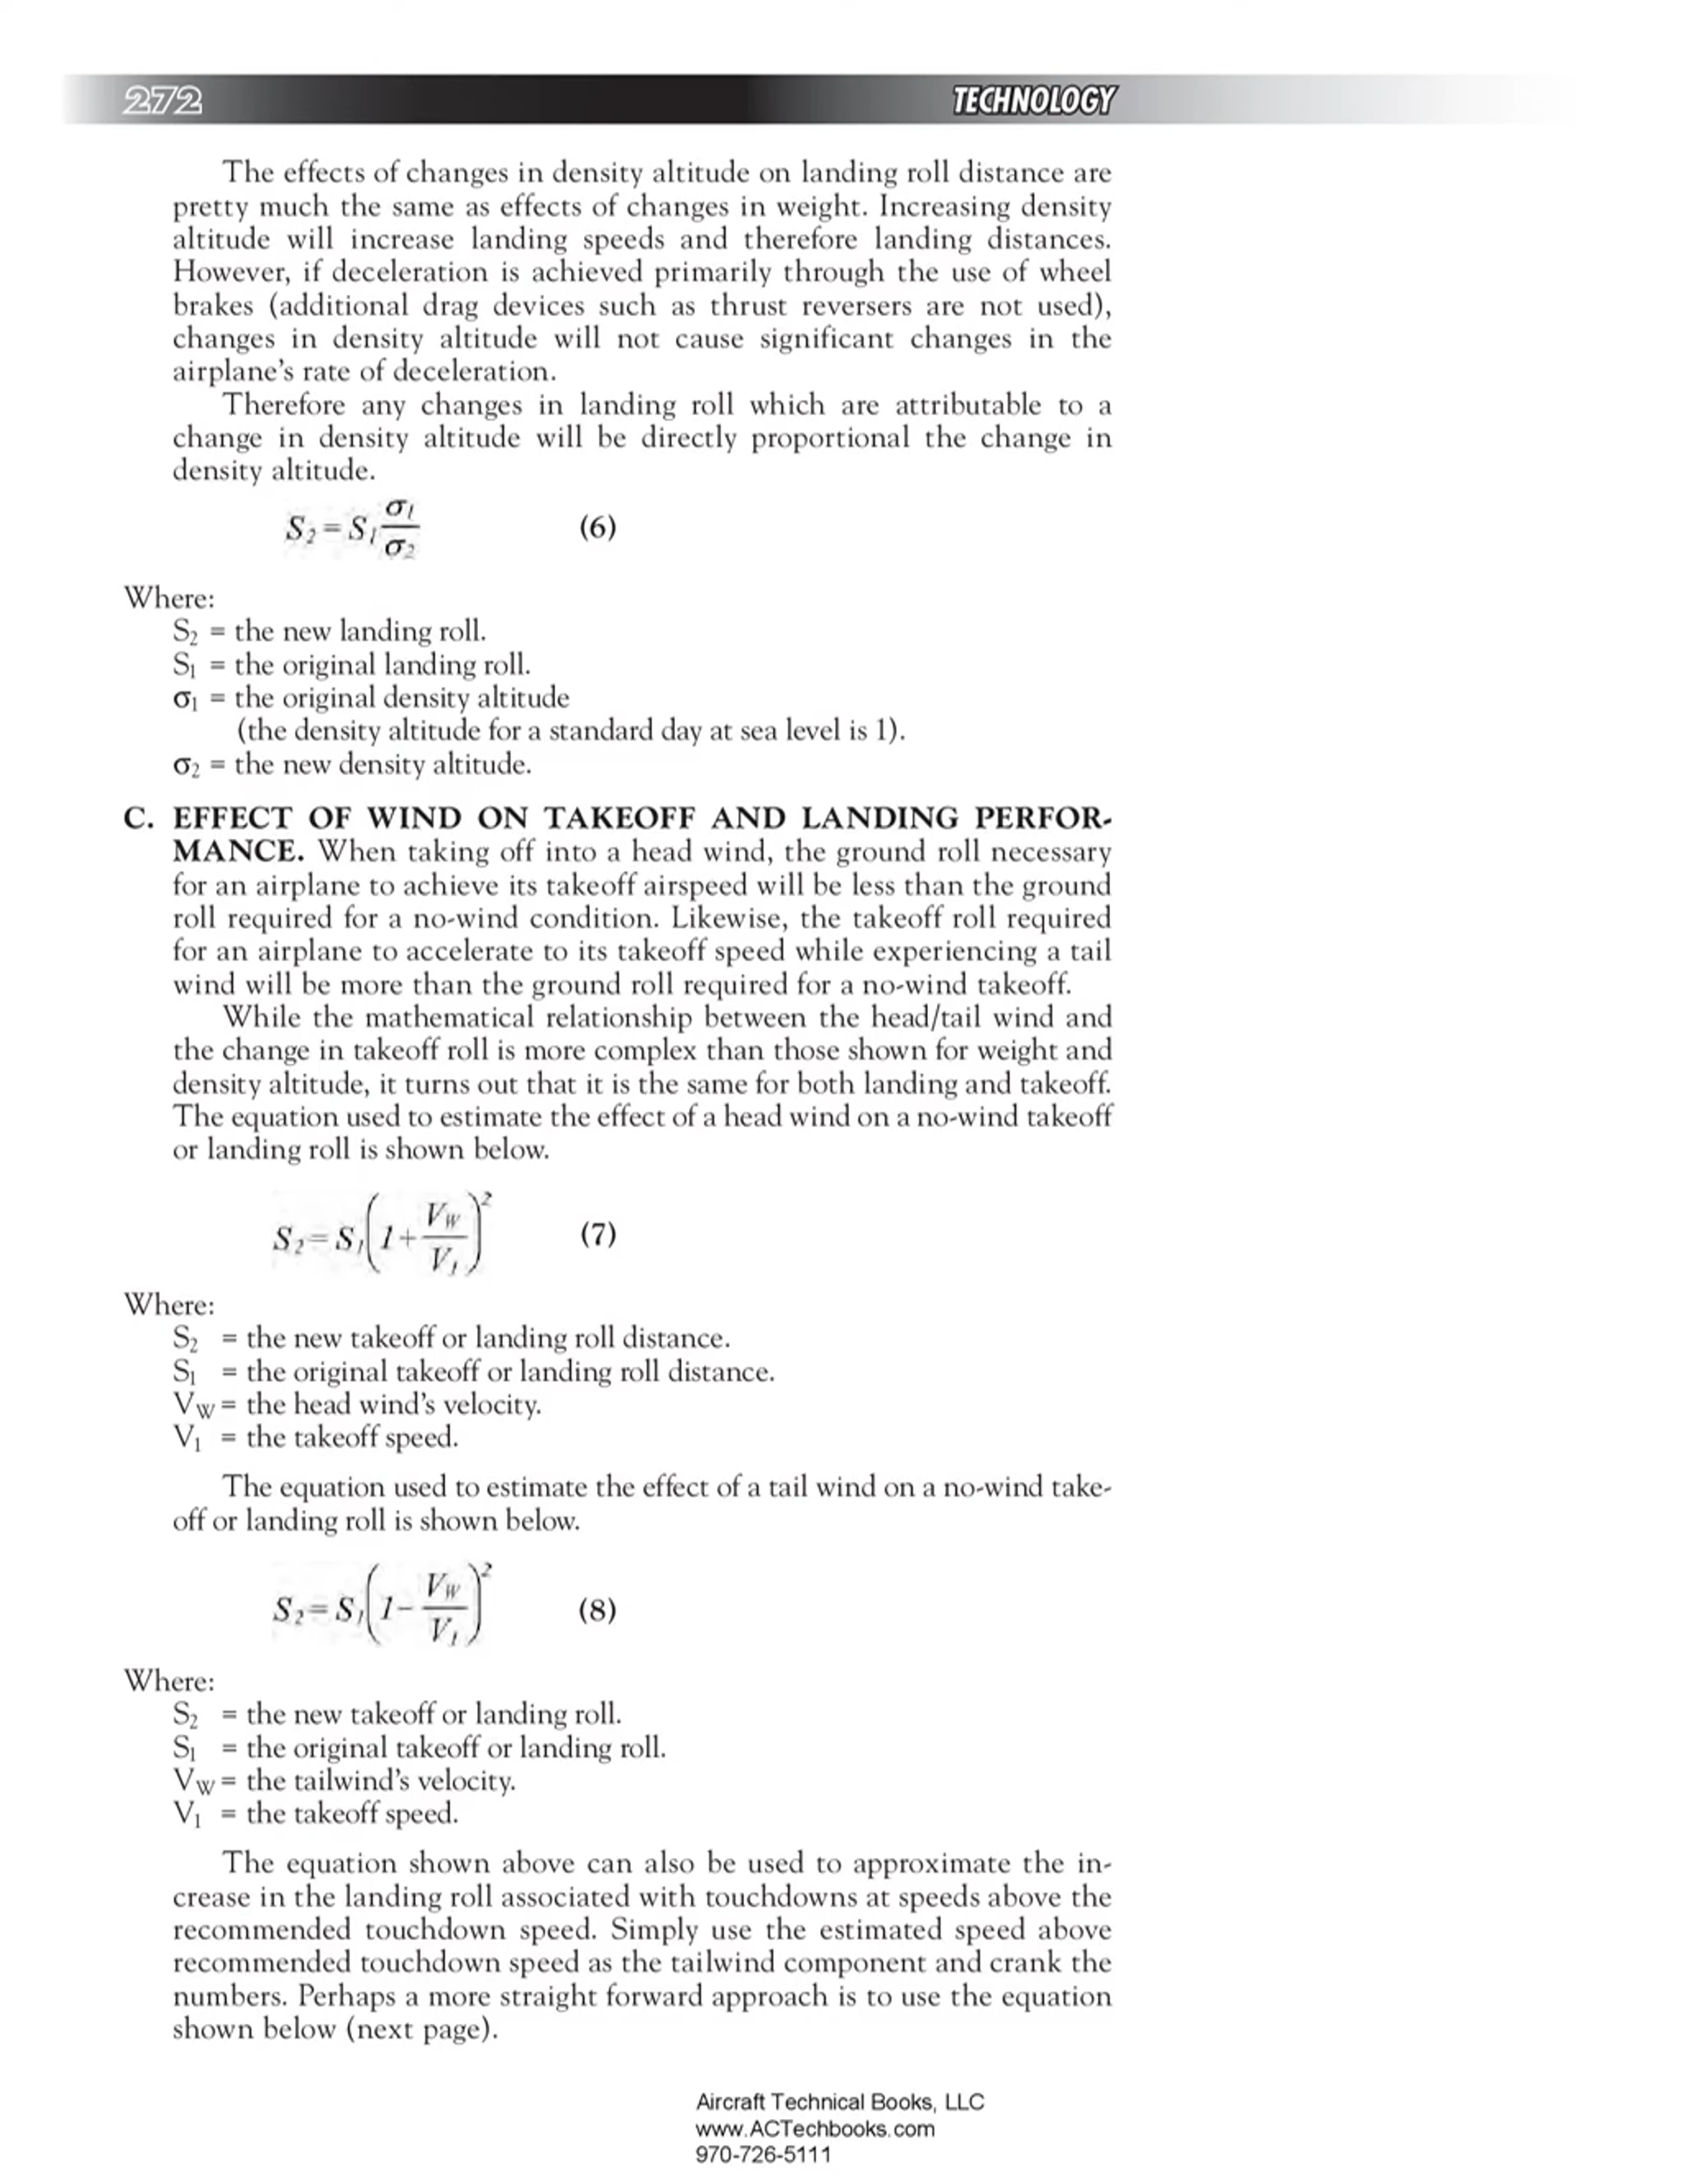 272 TECHNOLOGY
The effects of changes in density altitude on landing roll distance are
pretty much the same as effects of changes in weight. Increasing density
altitude will increase landing speeds and therefore landing distances.
However, if deceleration is achieved primarily through the use of wheel
brakes (additional drag devices such as thrust reversers are not used),
changes in density altitude will not cause significant changes in the
airplane's rate of deceleration.
Therefore any changes in landing roll which are attributable to a
change in density altitude will be directly proportional the change in
density altitude.
S₂ = S₁ σ₁/σ₂ (6)
Where:
S₂ = the new landing roll.
S₁ = the original landing roll.
σ₁ = the original density altitude
(the density altitude for a standard day at sea level is 1).
σ₂ = the new density altitude.
C. EFFECT OF WIND ON TAKEOFF AND LANDING PERFOR-
MANCE. When taking off into a head wind, the ground roll necessary
for an airplane to achieve its takeoff airspeed will be less than the ground
roll required for a no-wind condition. Likewise, the takeoff roll required
for an airplane to accelerate to its takeoff speed while experiencing a tail
wind will be more than the ground roll required for a no-wind takeoff.
While the mathematical relationship between the head/tail wind and
the change in takeoff roll is more complex than those shown for weight and
density altitude, it turns out that it is the same for both landing and takeoff.
The equation used to estimate the effect of a head wind on a no-wind takeoff
or landing roll is shown below.
S₂ = S₁(1 + V_W/V₁)² (7)
Where:
S₂ = the new takeoff or landing roll distance.
S₁ = the original takeoff or landing roll distance.
V_W = the head wind's velocity.
V₁ = the takeoff speed.
The equation used to estimate the effect of a tail wind on a no-wind take-
off or landing roll is shown below.
S₂ = S₁(1 - V_W/V₁)² (8)
Where:
S₂ = the new takeoff or landing roll.
S₁ = the original takeoff or landing roll.
V_W = the tailwind's velocity.
V₁ = the takeoff speed.
The equation shown above can also be used to approximate the in-
crease in the landing roll associated with touchdowns at speeds above the
recommended touchdown speed. Simply use the estimated speed above
recommended touchdown speed as the tailwind component and crank the
numbers. Perhaps a more straight forward approach is to use the equation
shown below (next page).
Aircraft Technical Books, LLC
www.ACTechbooks.com
970-726-5111